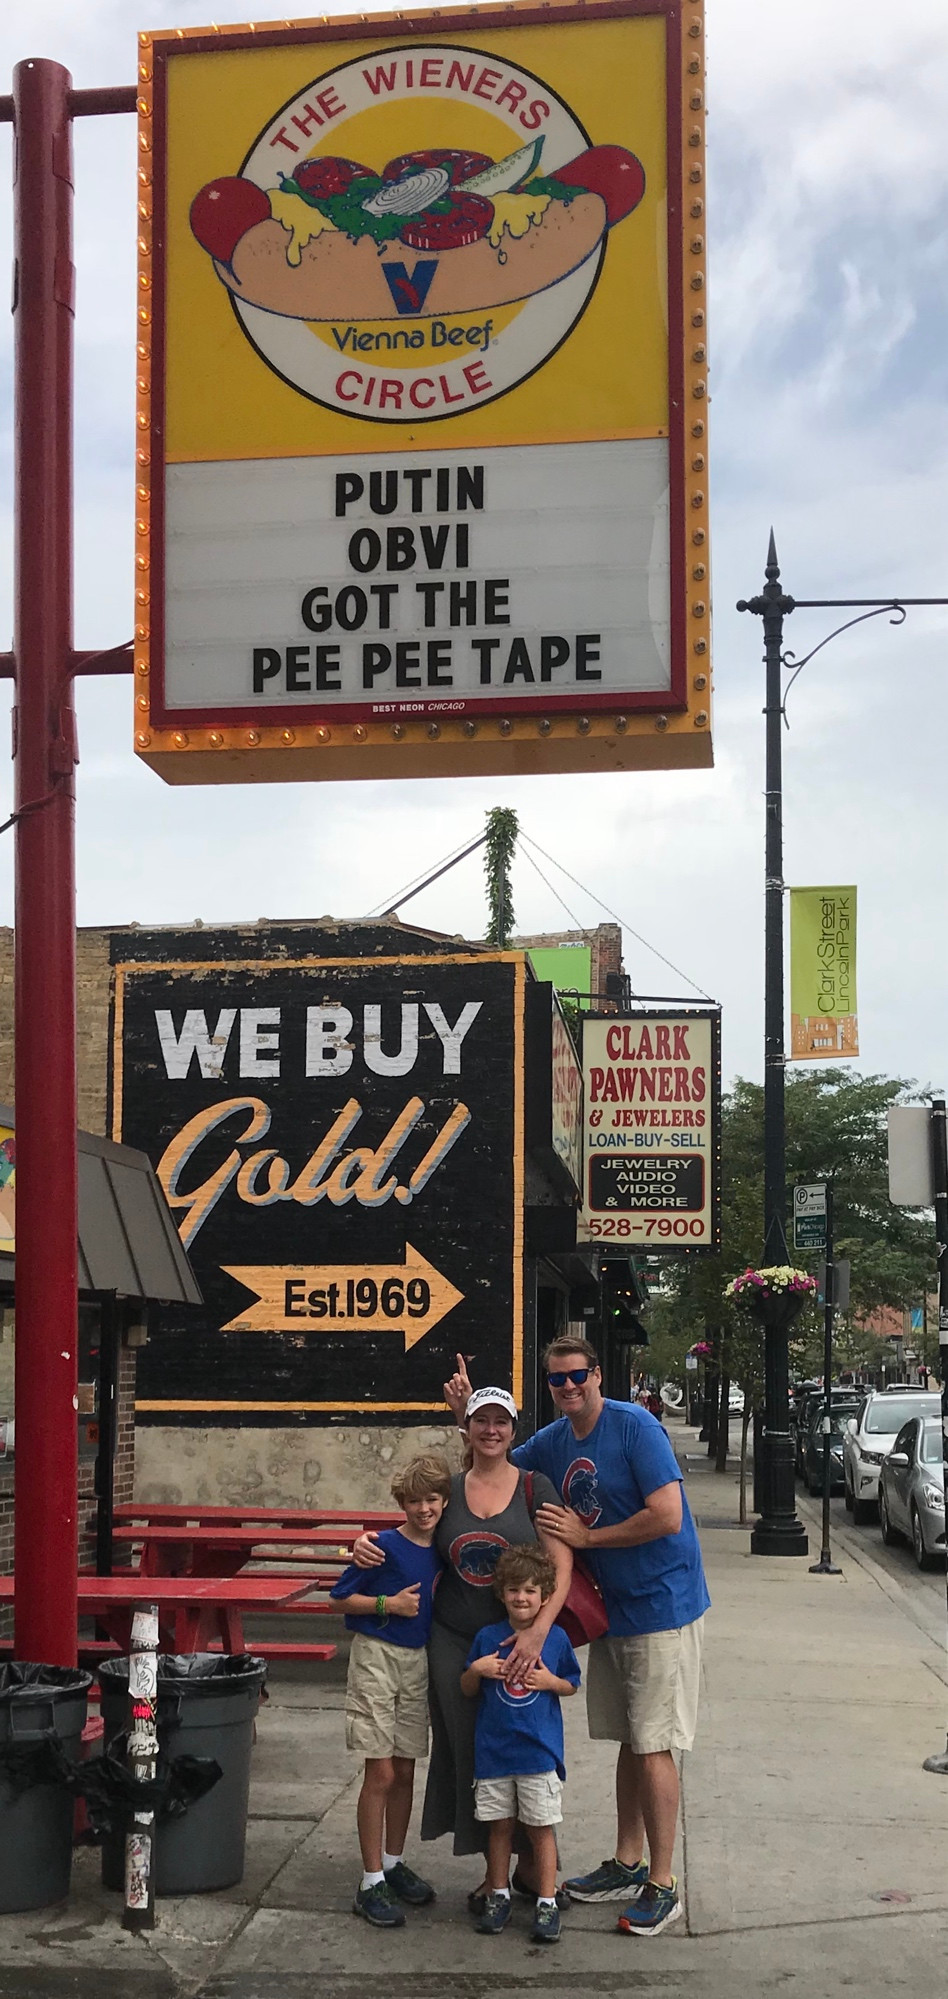 THE WIENERS
V
Vienna Beef
CIRCLE
PUTIN
OBVI
GOT THE
PEE PEE TAPE
BEST NEON CHICAGO
WE BUY
Gold!
Est.1969
CLARK
PAWNERS
& JEWELERS
LOAN-BUY-SELL
JEWELRY
AUDIO
VIDEO
& MORE
528-7900
ClarkStreet
LincolnPark
P
Titleist
C